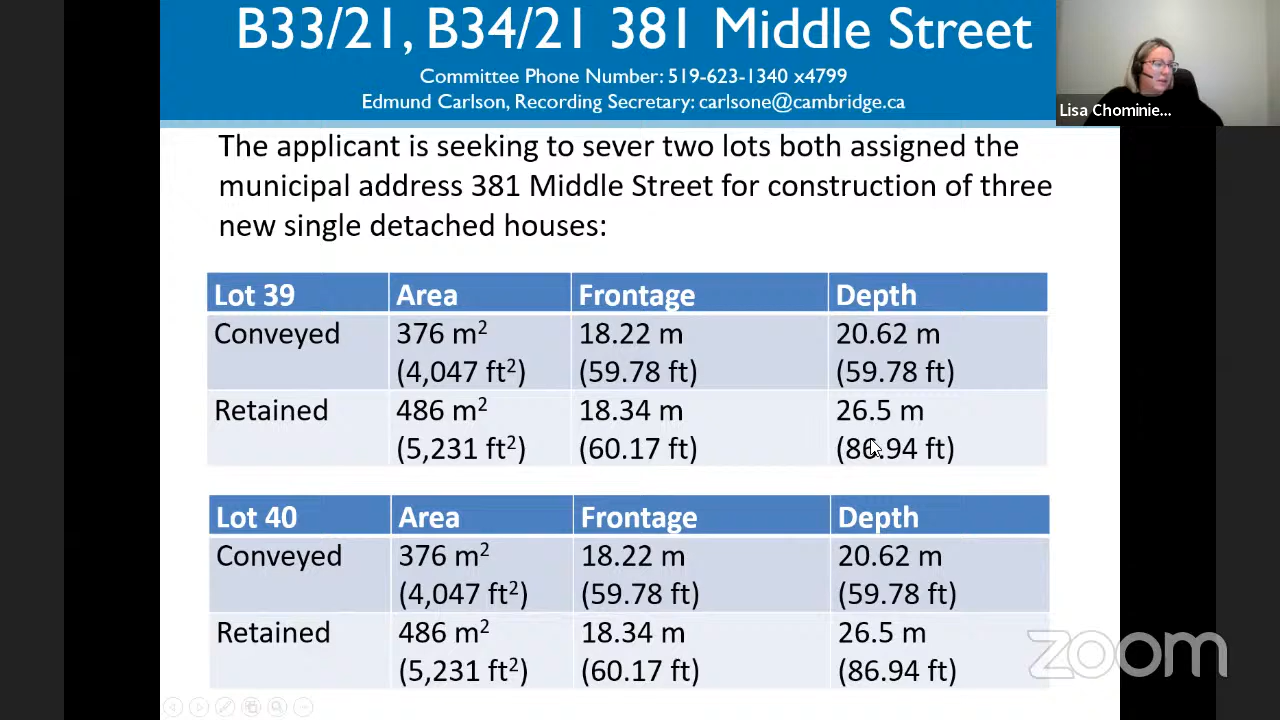 B33/21, B34/21 381 Middle Street
Committee Phone Number: 519-623-1340 x4799
Edmund Carlson, Recording Secretary: carlsone@cambridge.ca
Lisa Chominie...
The applicant is seeking to sever two lots both assigned the
municipal address 381 Middle Street for construction of three
new single detached houses:
Lot 39 Area Frontage Depth
Conveyed 376 m² 18.22 m 20.62 m
(4,047 ft²) (59.78 ft) (59.78 ft)
Retained 486 m² 18.34 m 26.5 m
(5,231 ft²) (60.17 ft) (86.94 ft)
Lot 40 Area Frontage Depth
Conveyed 376 m² 18.22 m 20.62 m
(4,047 ft²) (59.78 ft) (59.78 ft)
Retained 486 m² 18.34 m 26.5 m
(5,231 ft²) (60.17 ft) (86.94 ft)
zoom